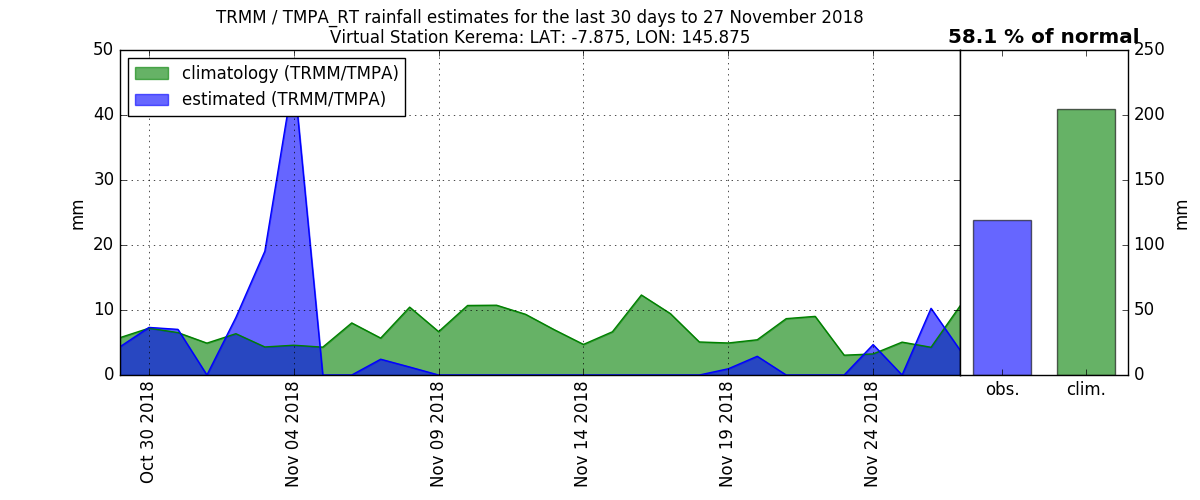 TRMM / TMPA_RT rainfall estimates for the last 30 days to 27 November 2018
Virtual Station Kerema: LAT: -7.875, LON: 145.875
58.1 % of normal
climatology (TRMM/TMPA)
estimated (TRMM/TMPA)
50
40
30
20
10
0
mm
Oct 30 2018
Nov 04 2018
Nov 09 2018
Nov 14 2018
Nov 19 2018
Nov 24 2018
250
200
150
100
50
0
mm
obs.
clim.